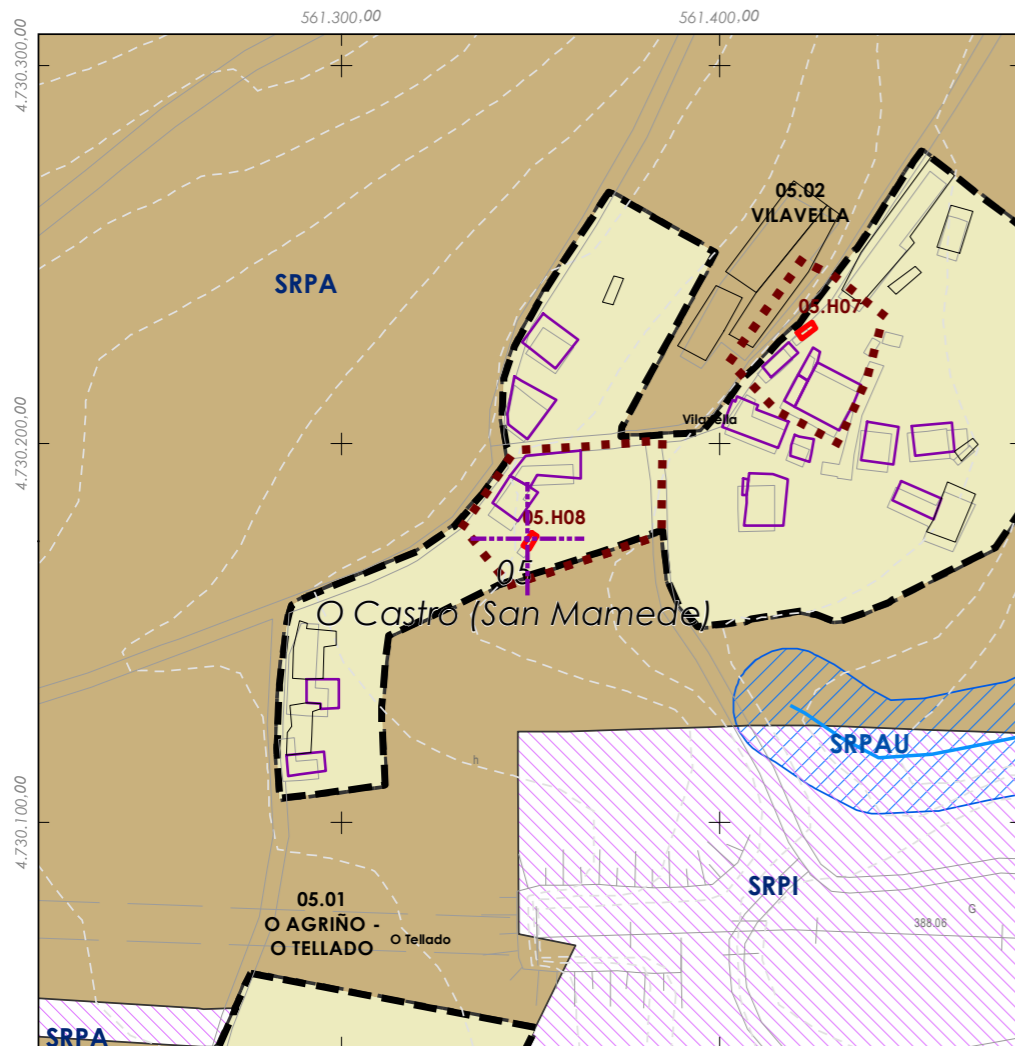 561.300,00
561.400,00
4.730.300,00
05.02
VILAVELLA
SRPA
05.H07
Vilavella
4.730.200,00
05.H08
05
O Castro (San Mamede)
SRPAU
h
4.730.100,00
SRPI
05.01
O AGRIÑO -
O TELLADO
O Tellado
G
388.06
SRPA